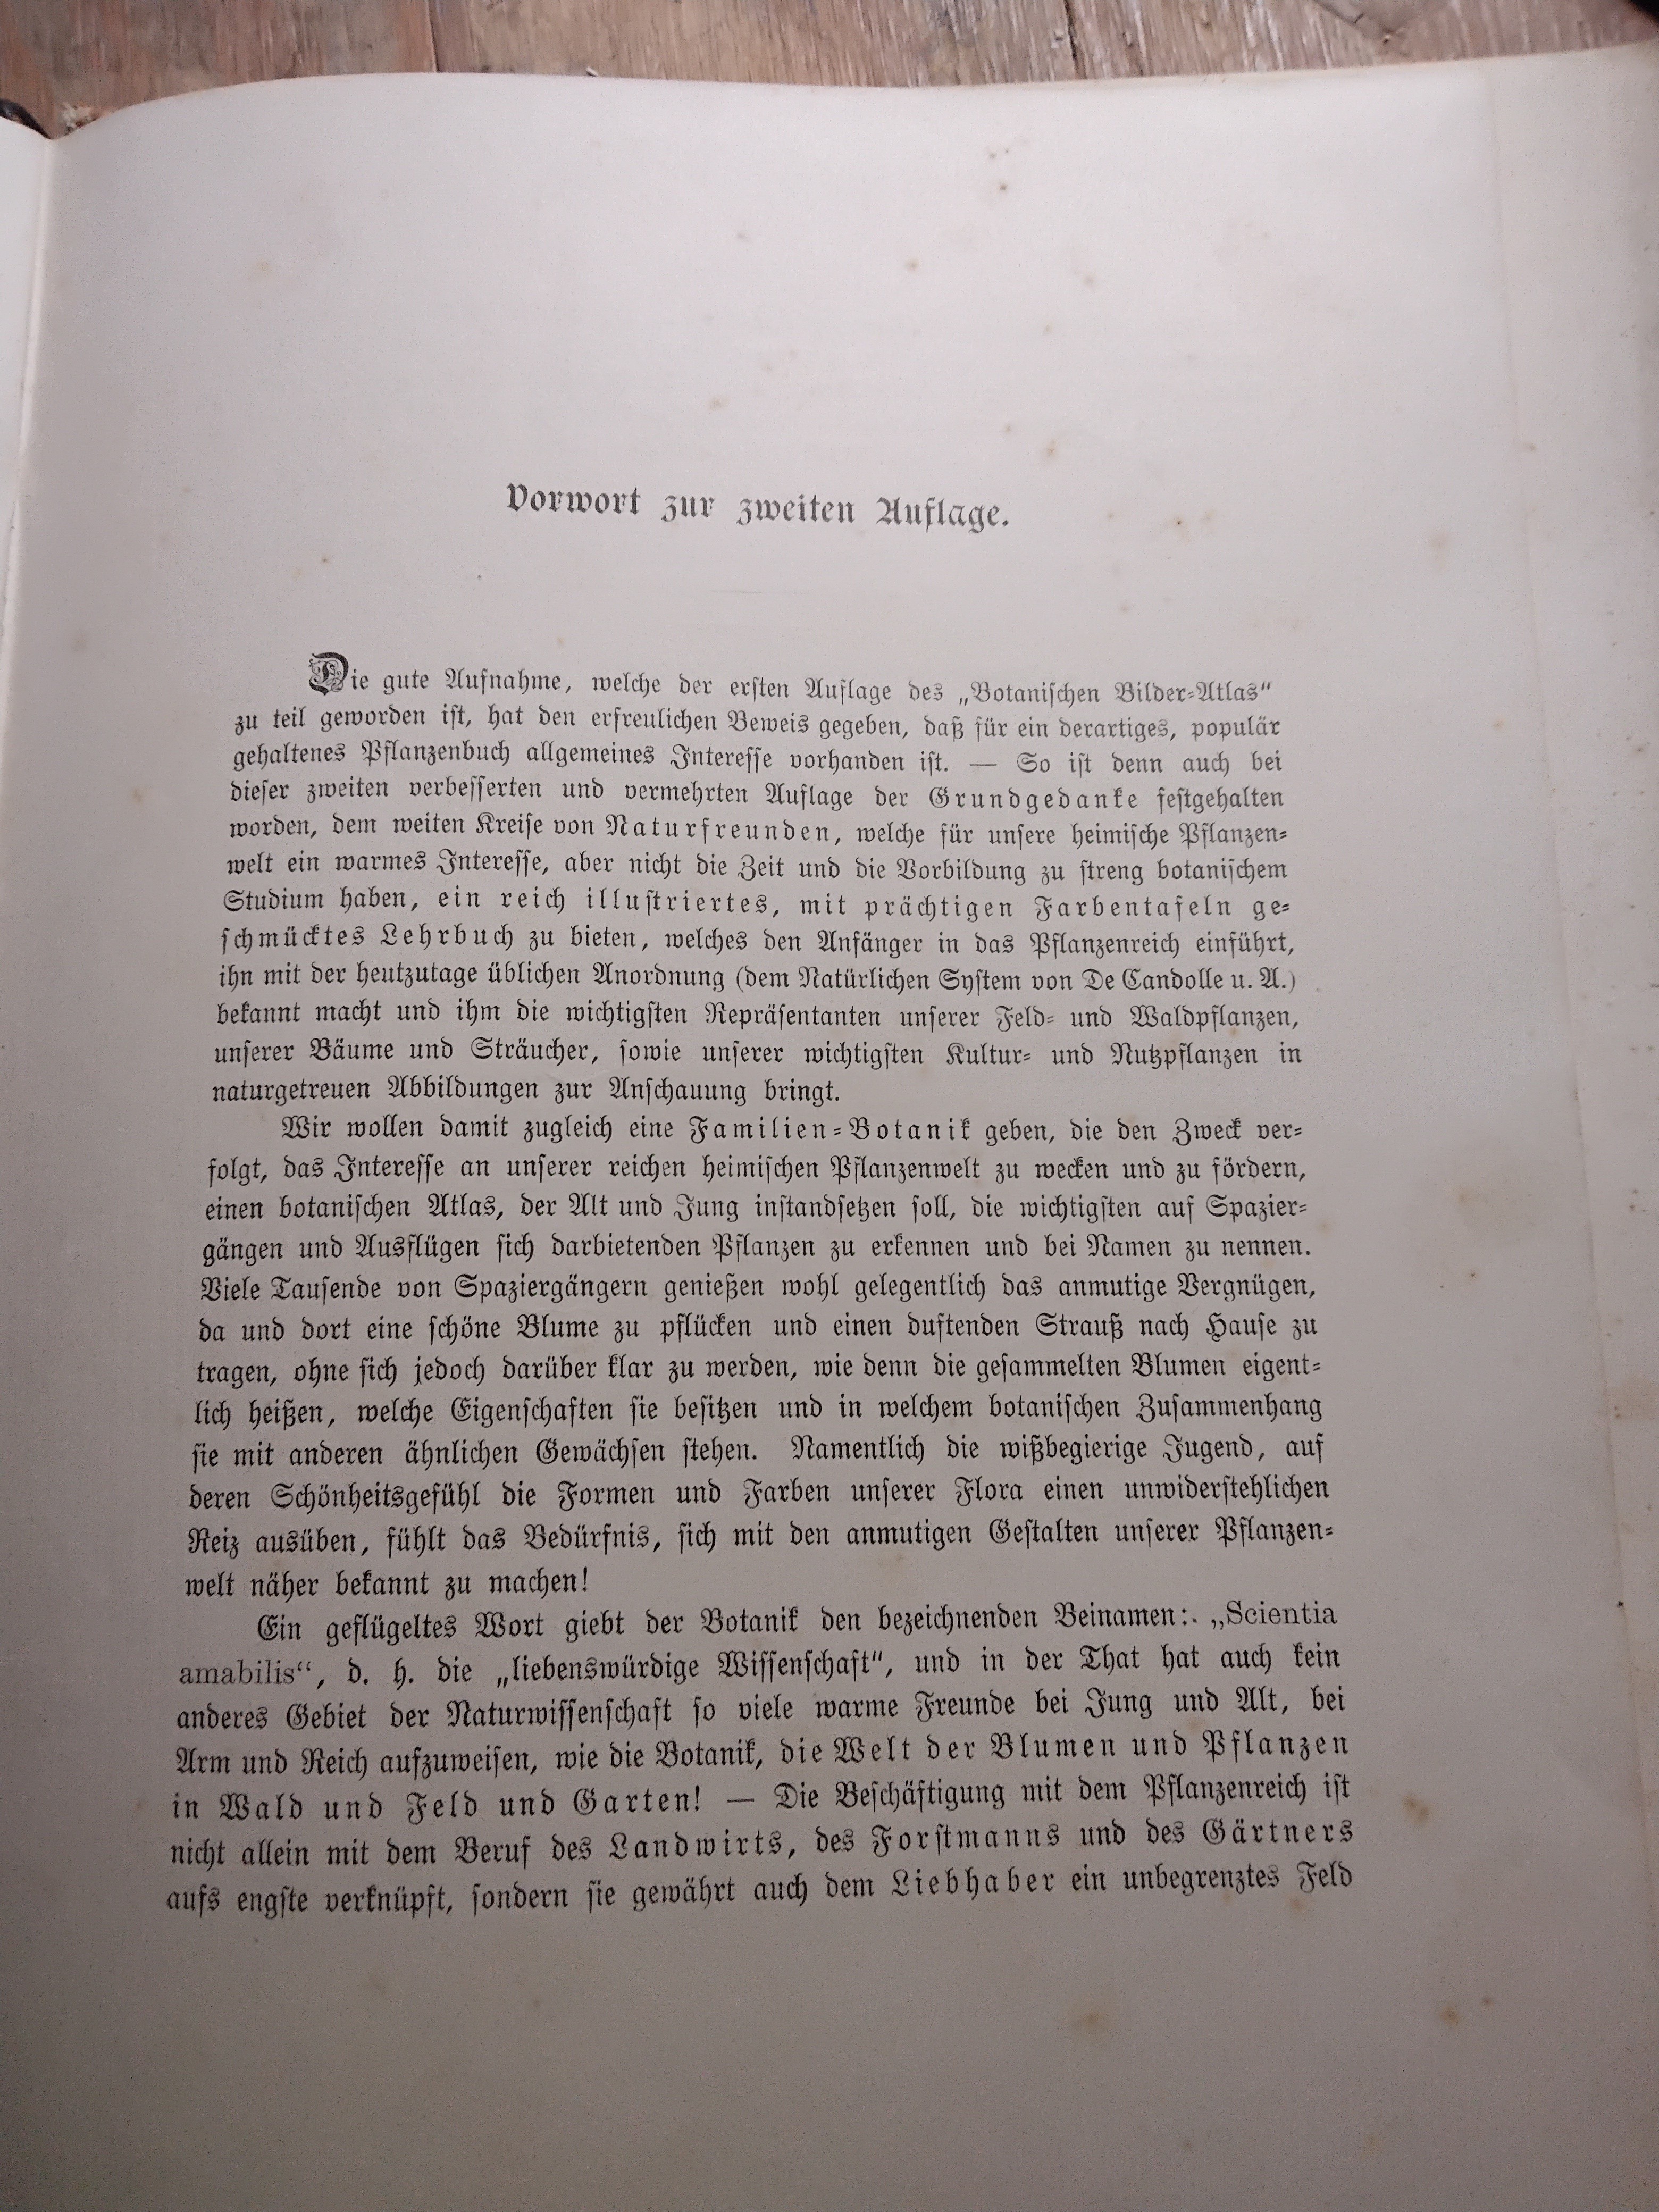 Vorwort zur zweiten Auflage.
Die gute Aufnahme, welche der erſten Auflage des „Botaniſchen Bilder-Atlas“
zu teil geworden iſt, hat den erfreulichen Beweis gegeben, daß für ein derartiges, populär
gehaltenes Pflanzenbuch allgemeines Intereſſe vorhanden iſt. — So iſt denn auch bei
dieſer zweiten verbeſſerten und vermehrten Auflage der Grundgedanke feſtgehalten
worden, dem weiten Kreiſe von Naturfreunden, welche für unſere heimiſche Pflanzen-
welt ein warmes Intereſſe, aber nicht die Zeit und die Vorbildung zu ſtreng botaniſchem
Studium haben, ein reich illuſtriertes, mit prächtigen Farbentafeln ge-
ſchmücktes Lehrbuch zu bieten, welches den Anfänger in das Pflanzenreich einführt,
ihn mit der heutzutage üblichen Anordnung (dem Natürlichen Syſtem von De Candolle u. A.)
bekannt macht und ihm die wichtigſten Repräſentanten unſerer Feld- und Waldpflanzen,
unſerer Bäume und Sträucher, ſowie unſerer wichtigſten Kultur- und Nutzpflanzen in
naturgetreuen Abbildungen zur Anſchauung bringt.
Wir wollen damit zugleich eine Familien-Botanik geben, die den Zweck ver-
folgt, das Intereſſe an unſerer reichen heimiſchen Pflanzenwelt zu wecken und zu fördern,
einen botaniſchen Atlas, der Alt und Jung inſtandſetzen ſoll, die wichtigſten auf Spazier-
gängen und Ausflügen ſich darbietenden Pflanzen zu erkennen und bei Namen zu nennen.
Viele Tauſende von Spaziergängern genießen wohl gelegentlich das anmutige Vergnügen,
da und dort eine ſchöne Blume zu pflücken und einen duftenden Strauß nach Hauſe zu
tragen, ohne ſich jedoch darüber klar zu werden, wie denn die geſammelten Blumen eigent-
lich heißen, welche Eigenſchaften ſie beſitzen und in welchem botaniſchen Zuſammenhang
ſie mit anderen ähnlichen Gewächſen ſtehen. Namentlich die wißbegierige Jugend, auf
deren Schönheitsgefühl die Formen und Farben unſerer Flora einen unwiderſtehlichen
Reiz ausüben, fühlt das Bedürfnis, ſich mit den anmutigen Geſtalten unſerer Pflanzen-
welt näher bekannt zu machen!
Ein geflügeltes Wort giebt der Botanik den bezeichnenden Beinamen: „Scientia
amabilis“, d. h. die „liebenswürdige Wiſſenſchaft“, und in der That hat auch kein
anderes Gebiet der Naturwiſſenſchaft ſo viele warme Freunde bei Jung und Alt, bei
Arm und Reich aufzuweiſen, wie die Botanik, die Welt der Blumen und Pflanzen
in Wald und Feld und Garten! — Die Beſchäftigung mit dem Pflanzenreich iſt
nicht allein mit dem Beruf des Landwirts, des Forſtmanns und des Gärtners
aufs engſte verknüpft, ſondern ſie gewährt auch dem Liebhaber ein unbegrenztes Feld